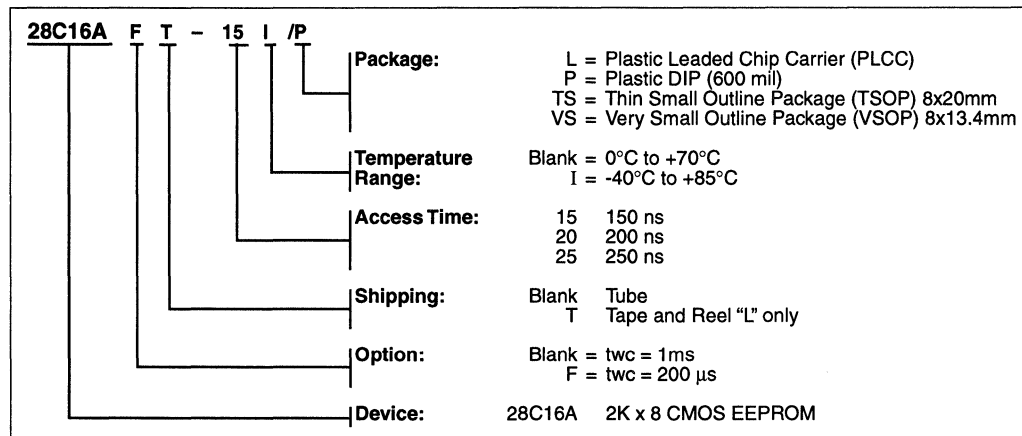 28C16A F T – 15 I /P
Package: L = Plastic Leaded Chip Carrier (PLCC)
P = Plastic DIP (600 mil)
TS = Thin Small Outline Package (TSOP) 8x20mm
VS = Very Small Outline Package (VSOP) 8x13.4mm
Temperature Blank = 0°C to +70°C
Range: I = -40°C to +85°C
Access Time: 15 150 ns
20 200 ns
25 250 ns
Shipping: Blank Tube
T Tape and Reel “L” only
Option: Blank = twc = 1ms
F = twc = 200 µs
Device: 28C16A 2K x 8 CMOS EEPROM